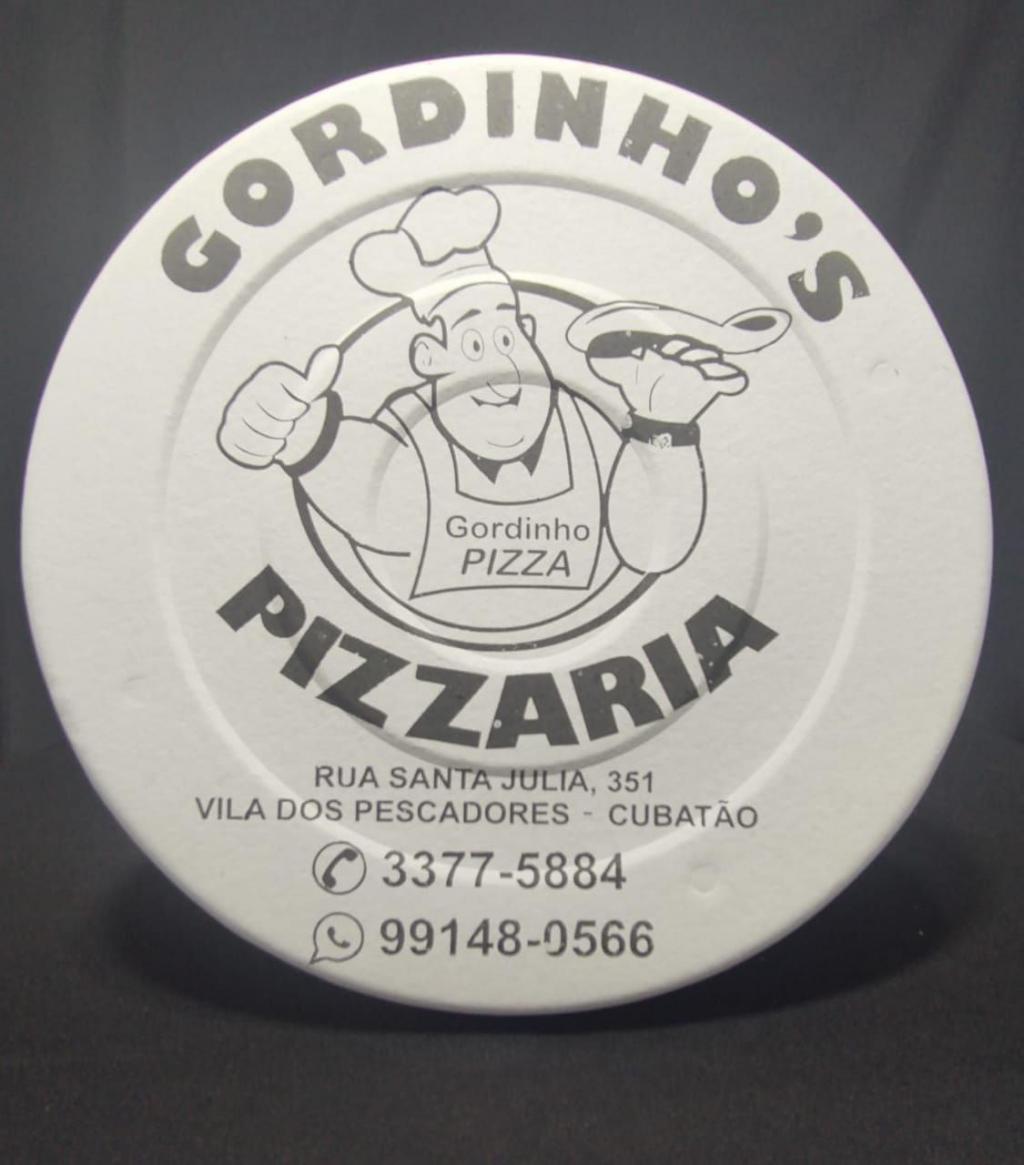 GORDINHO'S
Gordinho
PIZZA
PIZZARIA
RUA SANTA JULIA, 351
VILA DOS PESCADORES - CUBATÃO
3377-5884
99148-0566